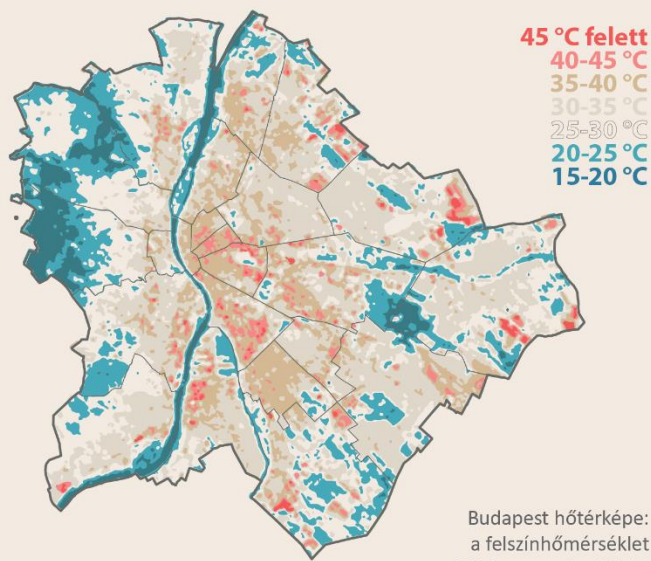 45 °C felett
40-45 °C
35-40 °C
30-35 °C
25-30 °C
20-25 °C
15-20 °C
Budapest hőtérképe:
a felszínhőmérséklet